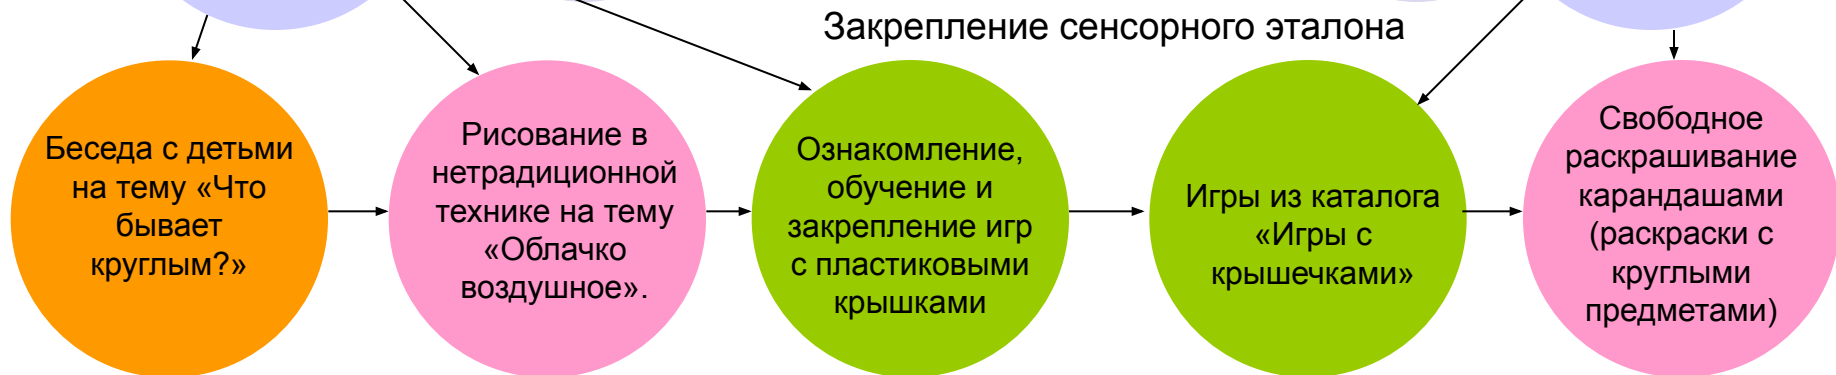 Закрепление сенсорного эталона
Беседа с детьми
на тему «Что
бывает
круглым?»
Рисование в
нетрадиционной
технике на тему
«Облачко
воздушное».
Ознакомление,
обучение и
закрепление игр
с пластиковыми
крышками
Игры из каталога
«Игры с
крышечками»
Свободное
раскрашивание
карандашами
(раскраски с
круглыми
предметами)